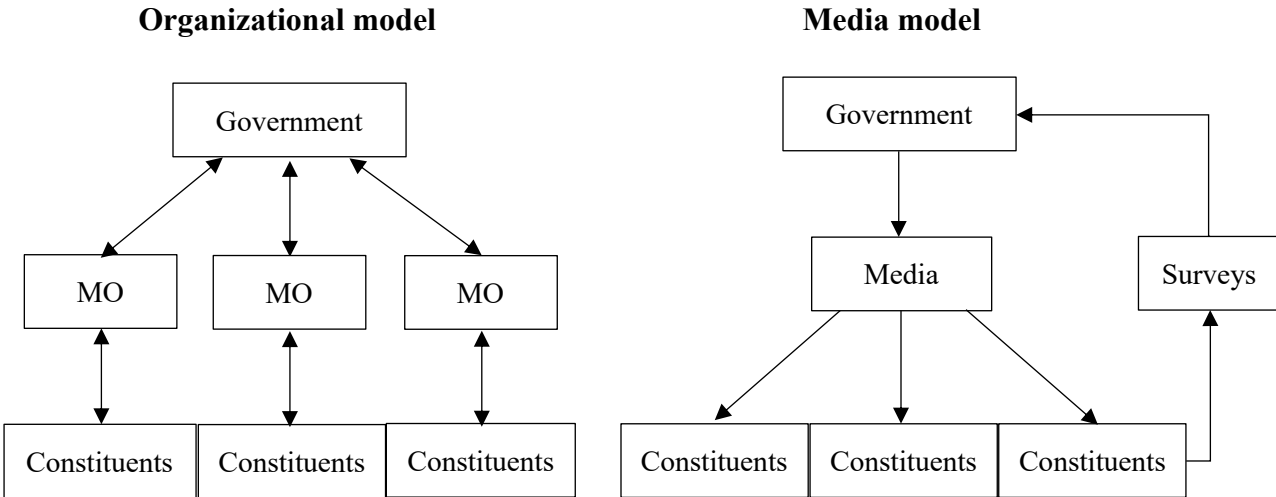 Organizational model
Government
MO
MO
MO
Constituents
Constituents
Constituents
Media model
Government
Media
Surveys
Constituents
Constituents
Constituents